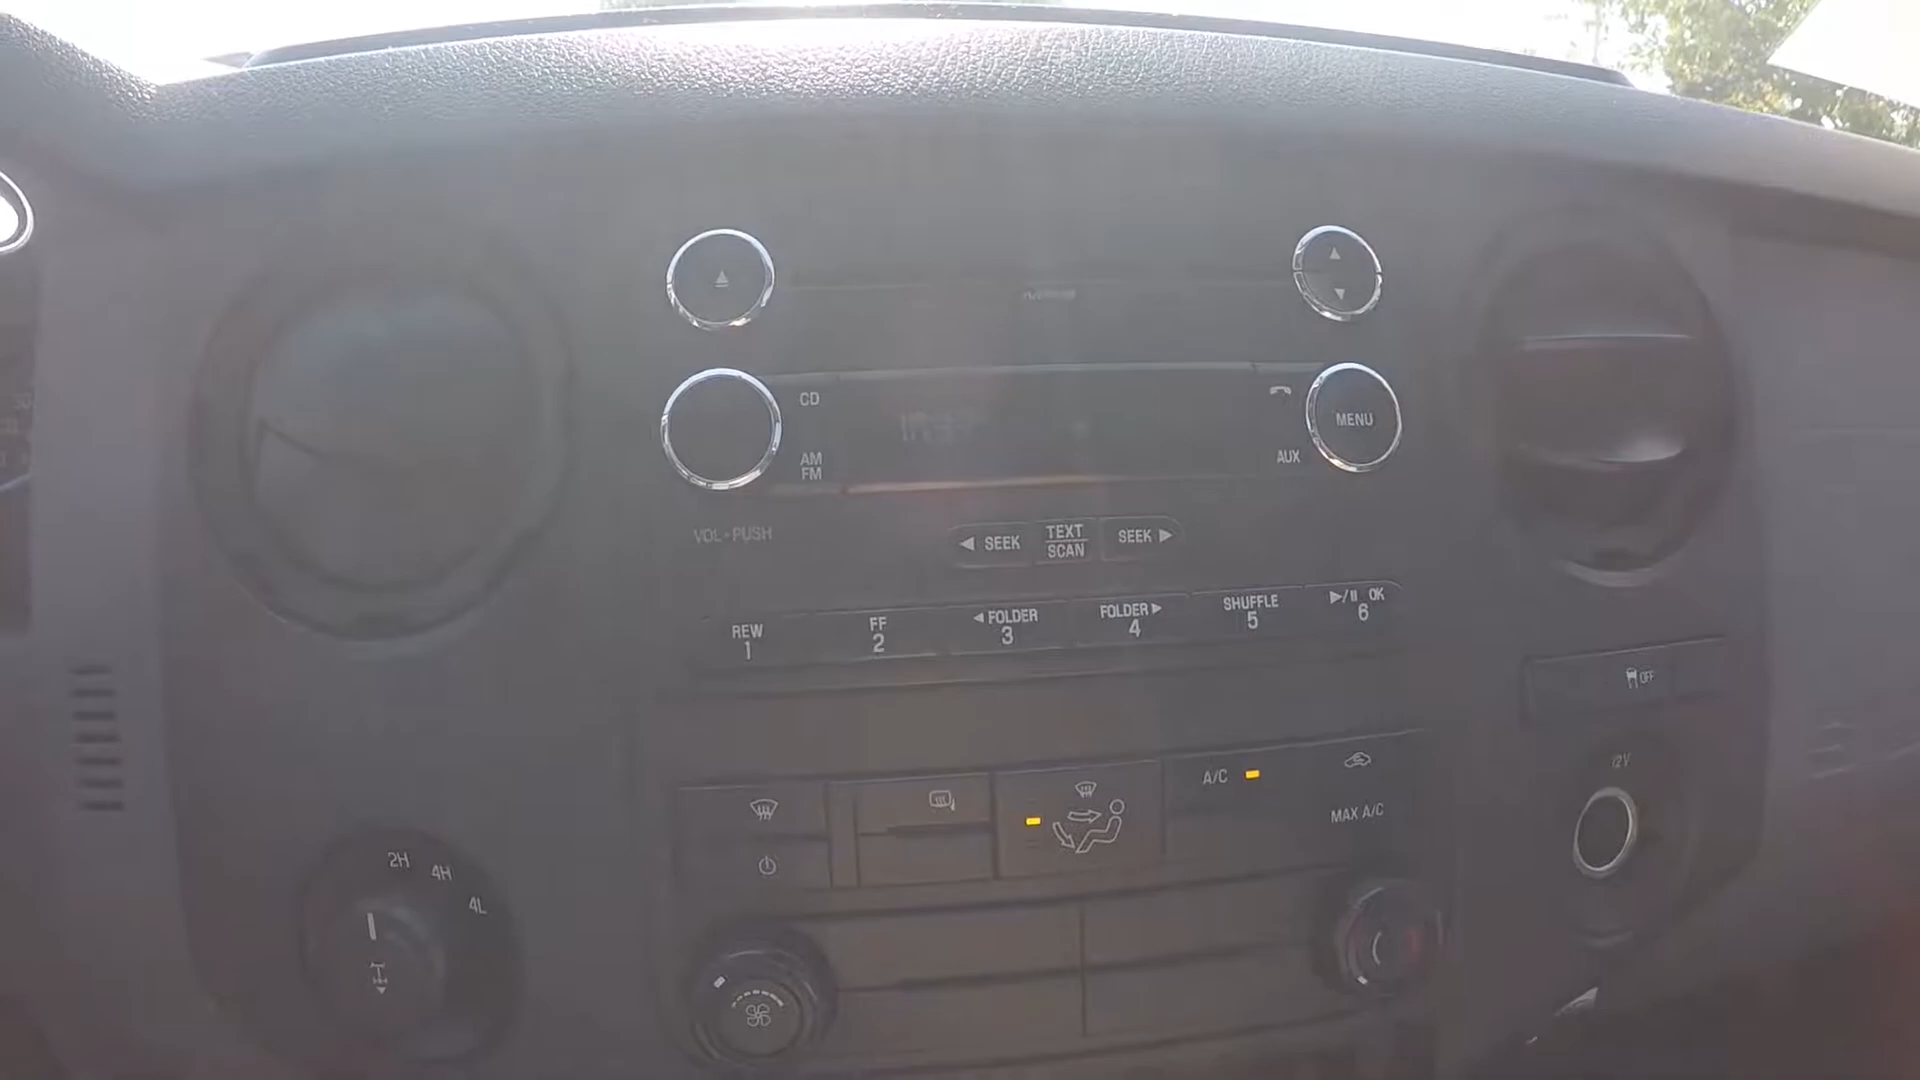 CD
AM
FM
AUX
MENU
VOL - PUSH
SEEK
TEXT
SCAN
SEEK
REW
1
FF
2
FOLDER
3
FOLDER
4
SHUFFLE
5
OK
6
OFF
12V
A/C
MAX A/C
2H
4H
4L